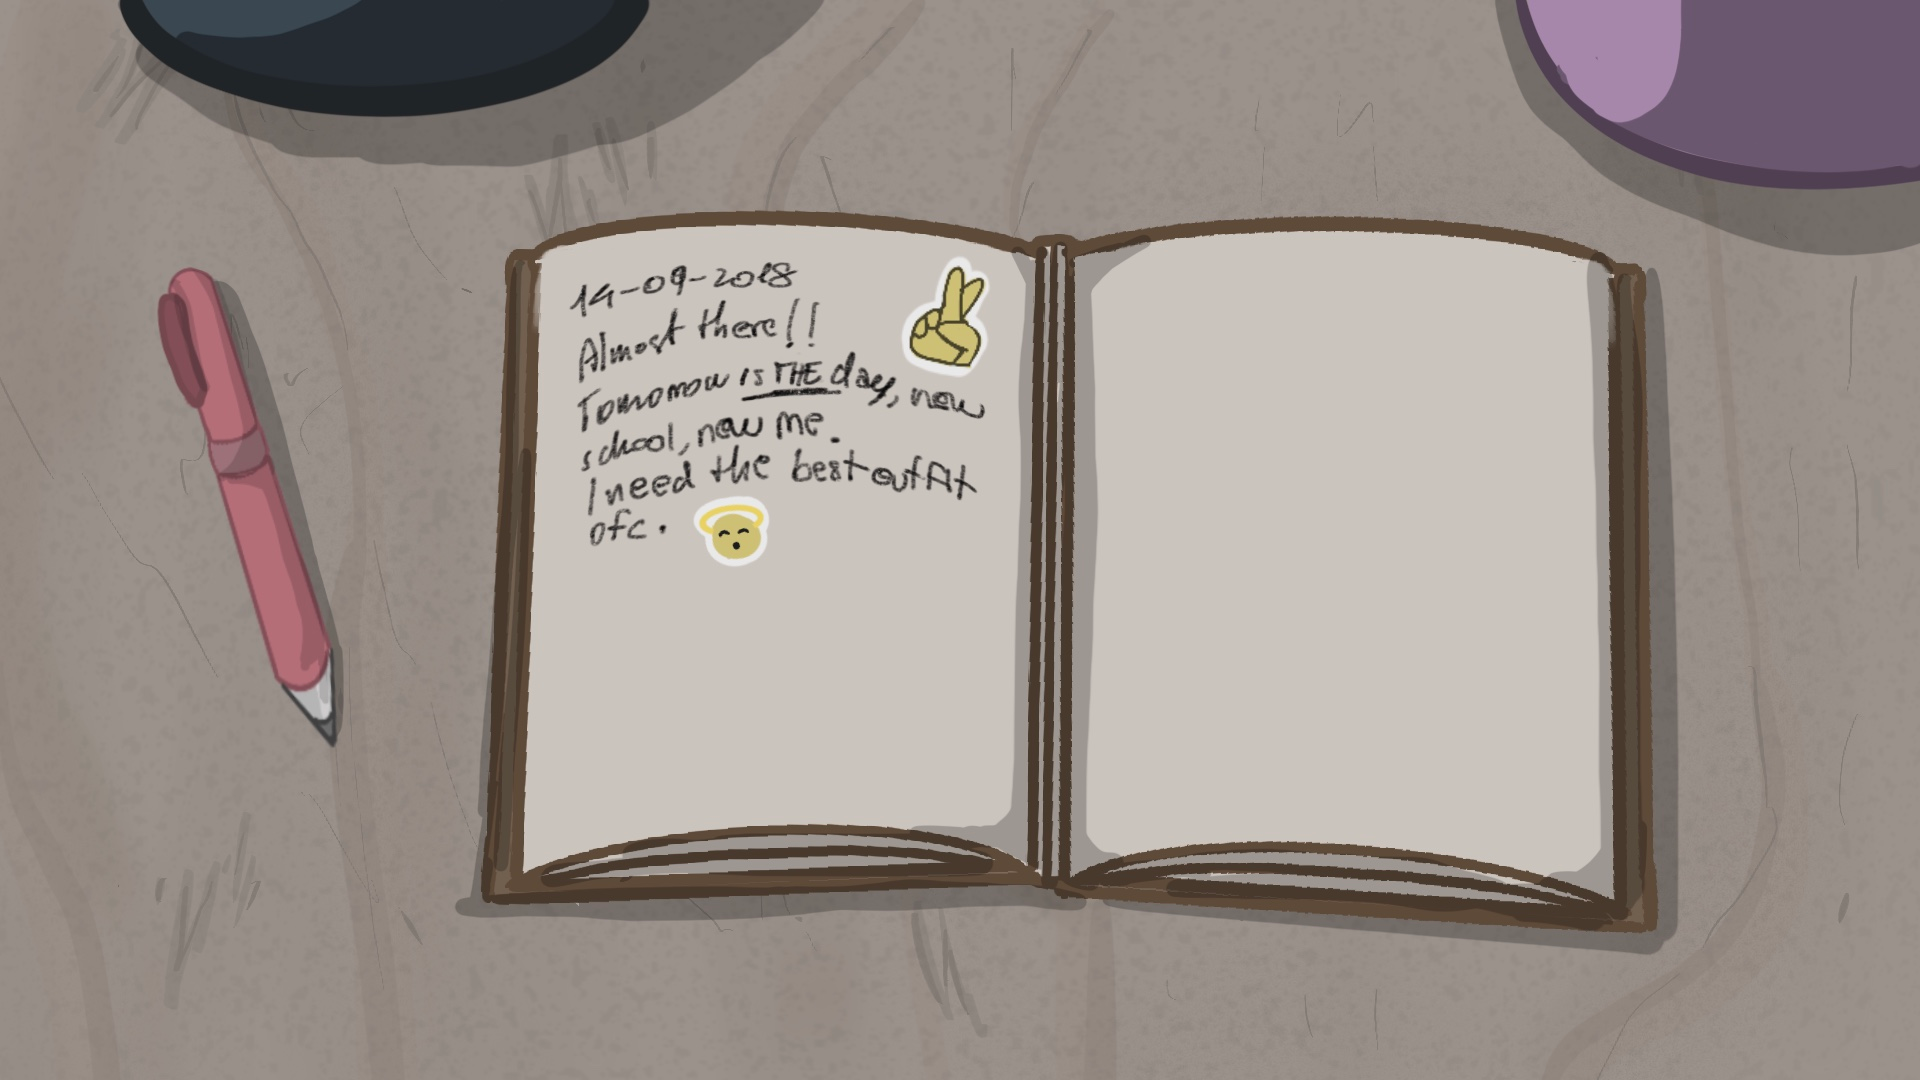 14-09-2018
Almost there!!
Tomorrow is THE day, new
school, new me.
I need the best outfit
ofc.